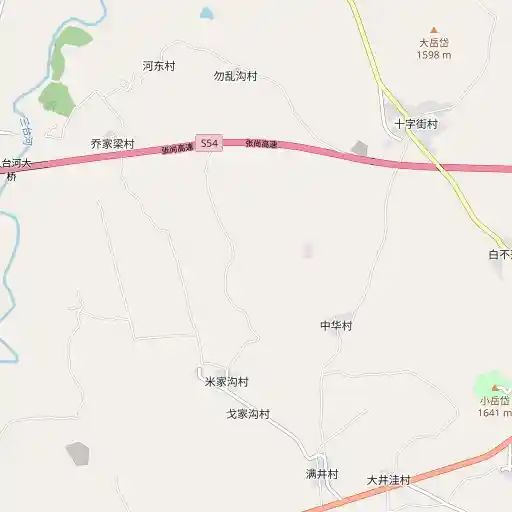 大岳岱
1598 m
河东村
勿乱沟村
十字街村
乔家梁村
张尚高速
S54
张尚高速
台河大
桥
白不
中华村
米家沟村
戈家沟村
小岳岱
1641 m
满井村
大井洼村